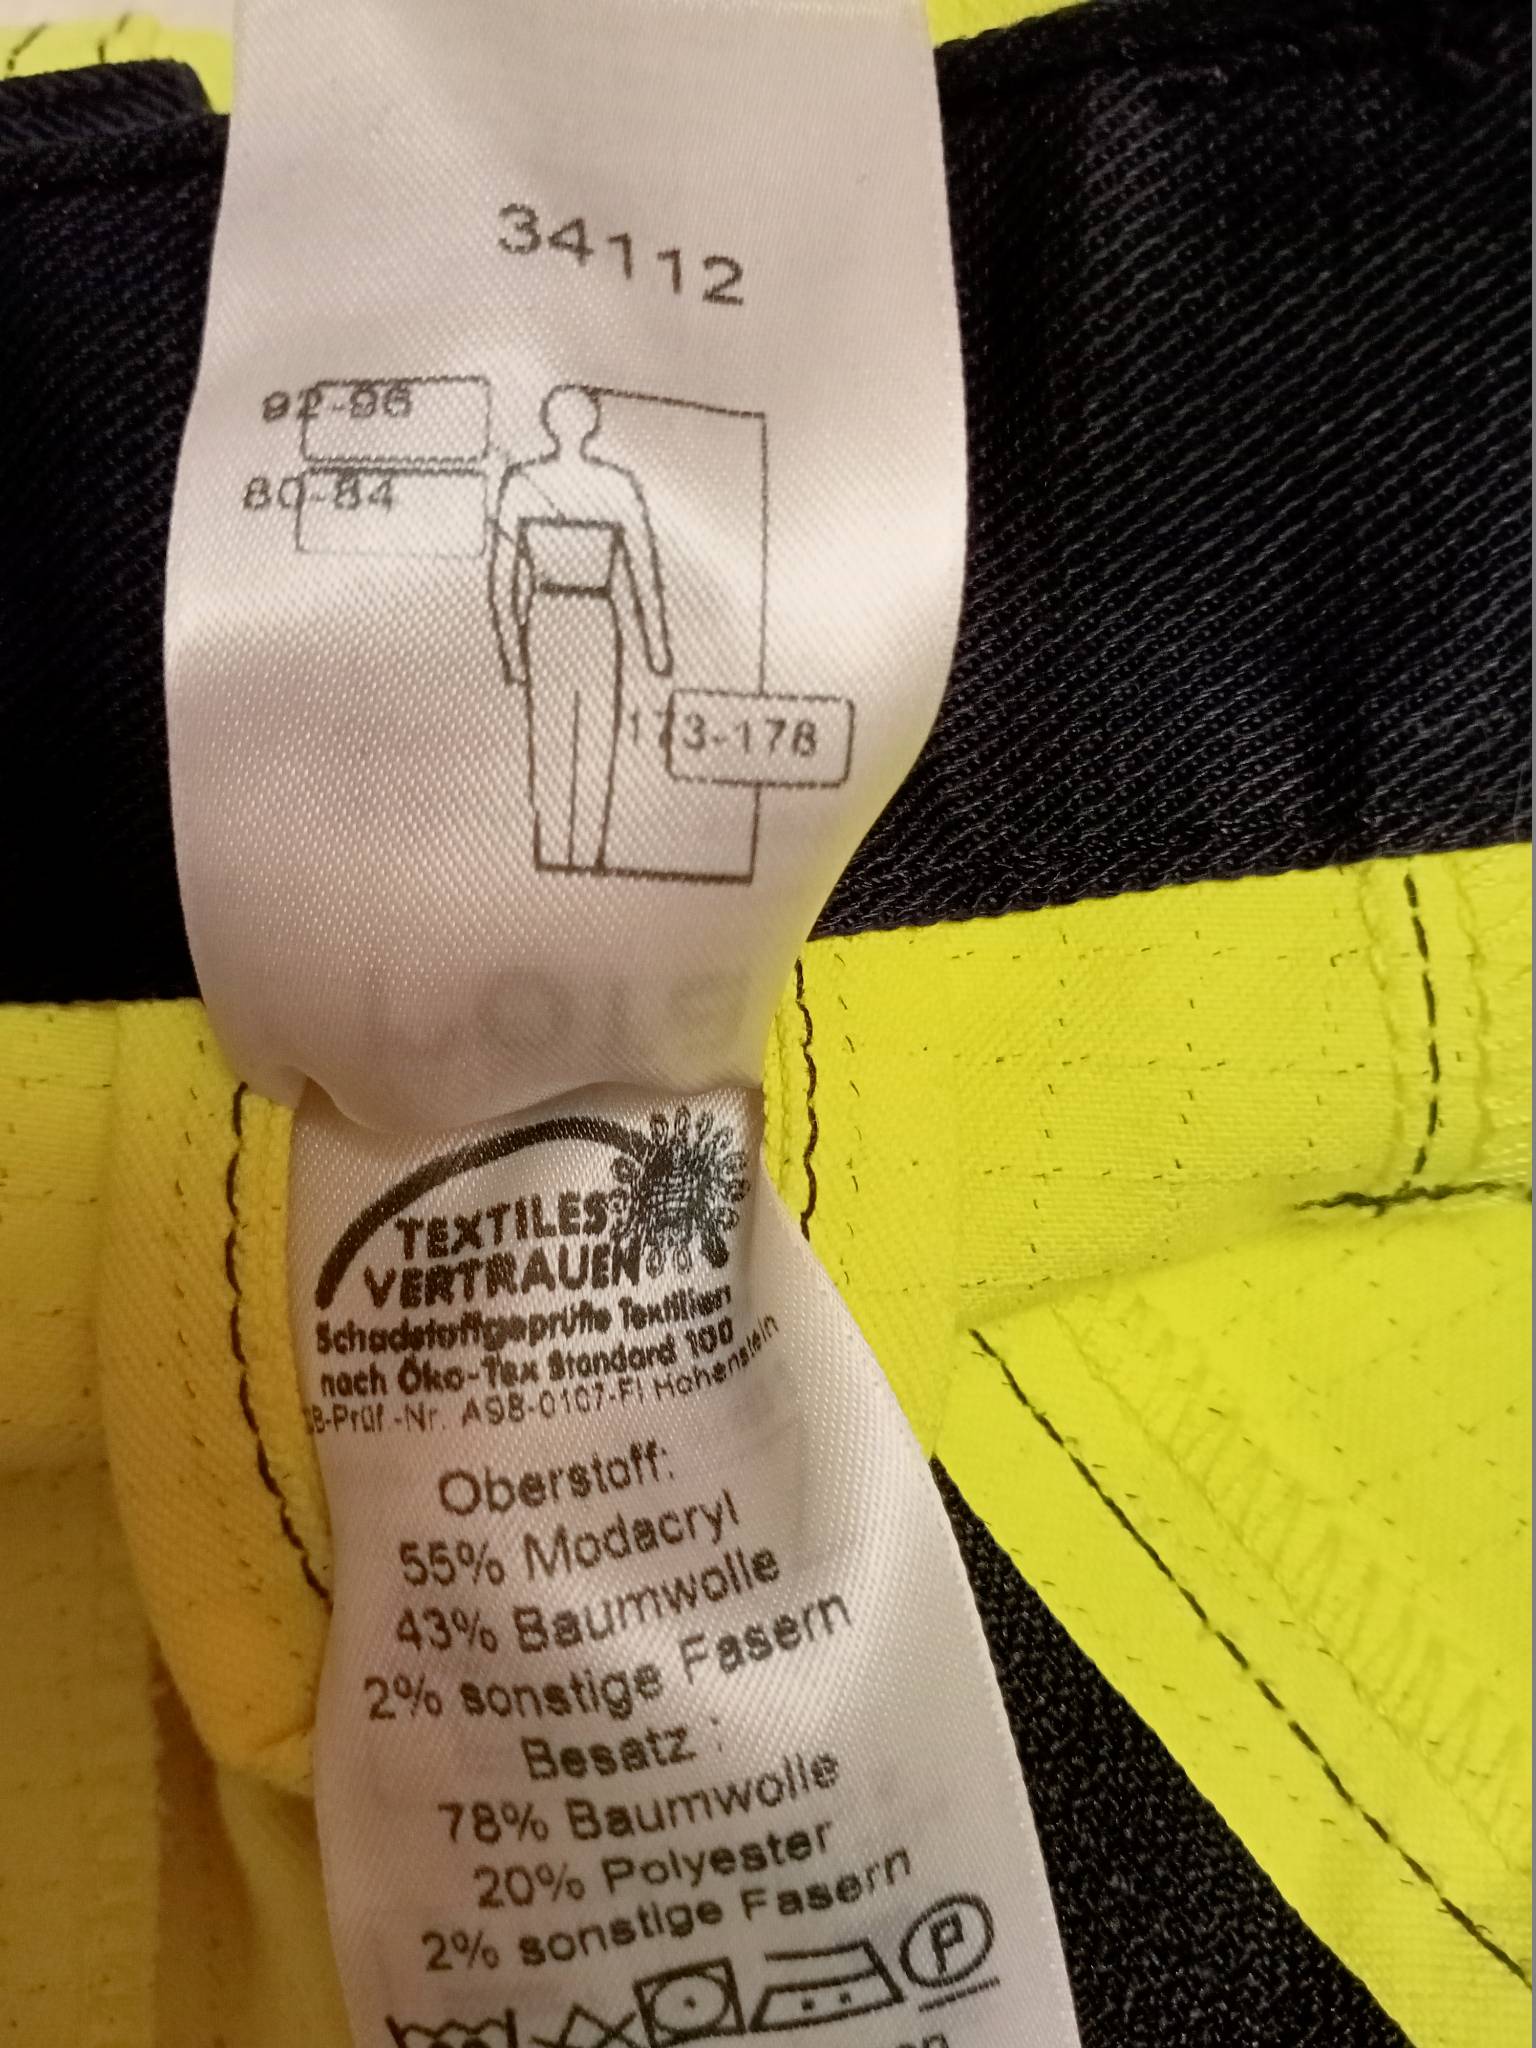 34112
92-96
80-84
173-178
TEXTILES
VERTRAUEN
Schadstoffgeprüfte Textilien
nach Öko-Tex Standard 100
-Prüf.-Nr. A98-0167-FI Hohenstein
Oberstoff:
55% Modacryl
43% Baumwolle
2% sonstige Fasern
Besatz :
78% Baumwolle
20% Polyester
2% sonstige Fasern
P